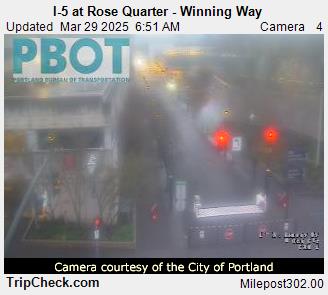 I-5 at Rose Quarter - Winning Way
Updated Mar 29 2025 6:51 AM Camera 4
PBOT
PORTLAND BUREAU OF TRANSPORTATION
Camera courtesy of the City of Portland
TripCheck.com Milepost302.00